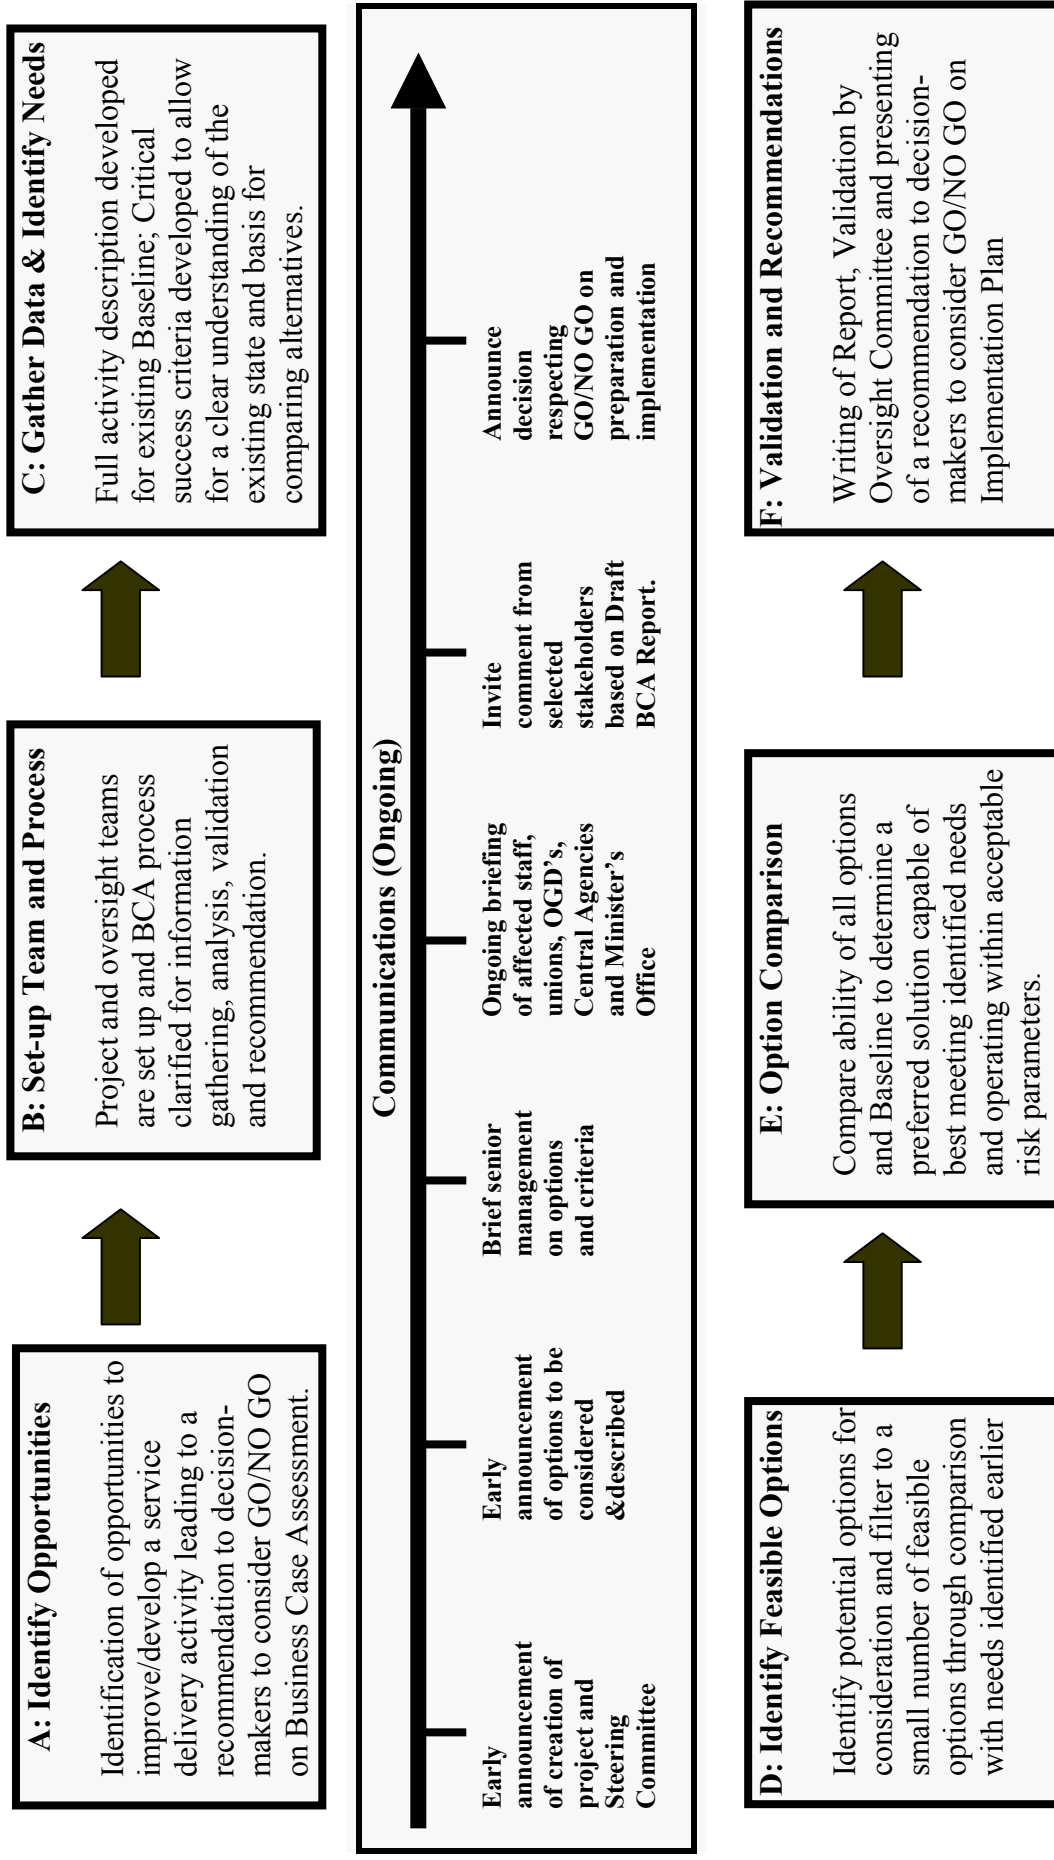 A: Identify Opportunities
Identification of opportunities to
improve/develop a service
delivery activity leading to a
recommendation to decision-
makers to consider GO/NO GO
on Business Case Assessment.
B: Set-up Team and Process
Project and oversight teams
are set up and BCA process
clarified for information
gathering, analysis, validation
and recommendation.
C: Gather Data & Identify Needs
Full activity description developed
for existing Baseline; Critical
success criteria developed to allow
for a clear understanding of the
existing state and basis for
comparing alternatives.
Communications (Ongoing)
Early
announcement
of creation of
project and
Steering
Committee
Early
announcement
of options to be
considered
&described
Brief senior
management
on options
and criteria
Ongoing briefing
of affected staff,
unions, OGD's,
Central Agencies
and Minister's
Office
Invite
comment from
selected
stakeholders
based on Draft
BCA Report.
Announce
decision
respecting
GO/NO GO on
preparation and
implementation
D: Identify Feasible Options
Identify potential options for
consideration and filter to a
small number of feasible
options through comparison
with needs identified earlier
E: Option Comparison
Compare ability of all options
and Baseline to determine a
preferred solution capable of
best meeting identified needs
and operating within acceptable
risk parameters.
F: Validation and Recommendations
Writing of Report, Validation by
Oversight Committee and presenting
of a recommendation to decision-
makers to consider GO/NO GO on
Implementation Plan